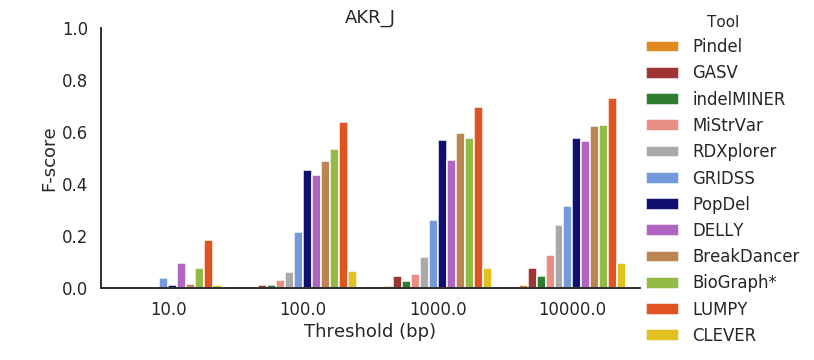 AKR_J
1.0
0.8
0.6
0.4
0.2
0.0
F-score
10.0
100.0
1000.0
10000.0
Threshold (bp)
Tool
Pindel
GASV
indelMINER
MiStrVar
RDXplorer
GRIDSS
PopDel
DELLY
BreakDancer
BioGraph*
LUMPY
CLEVER